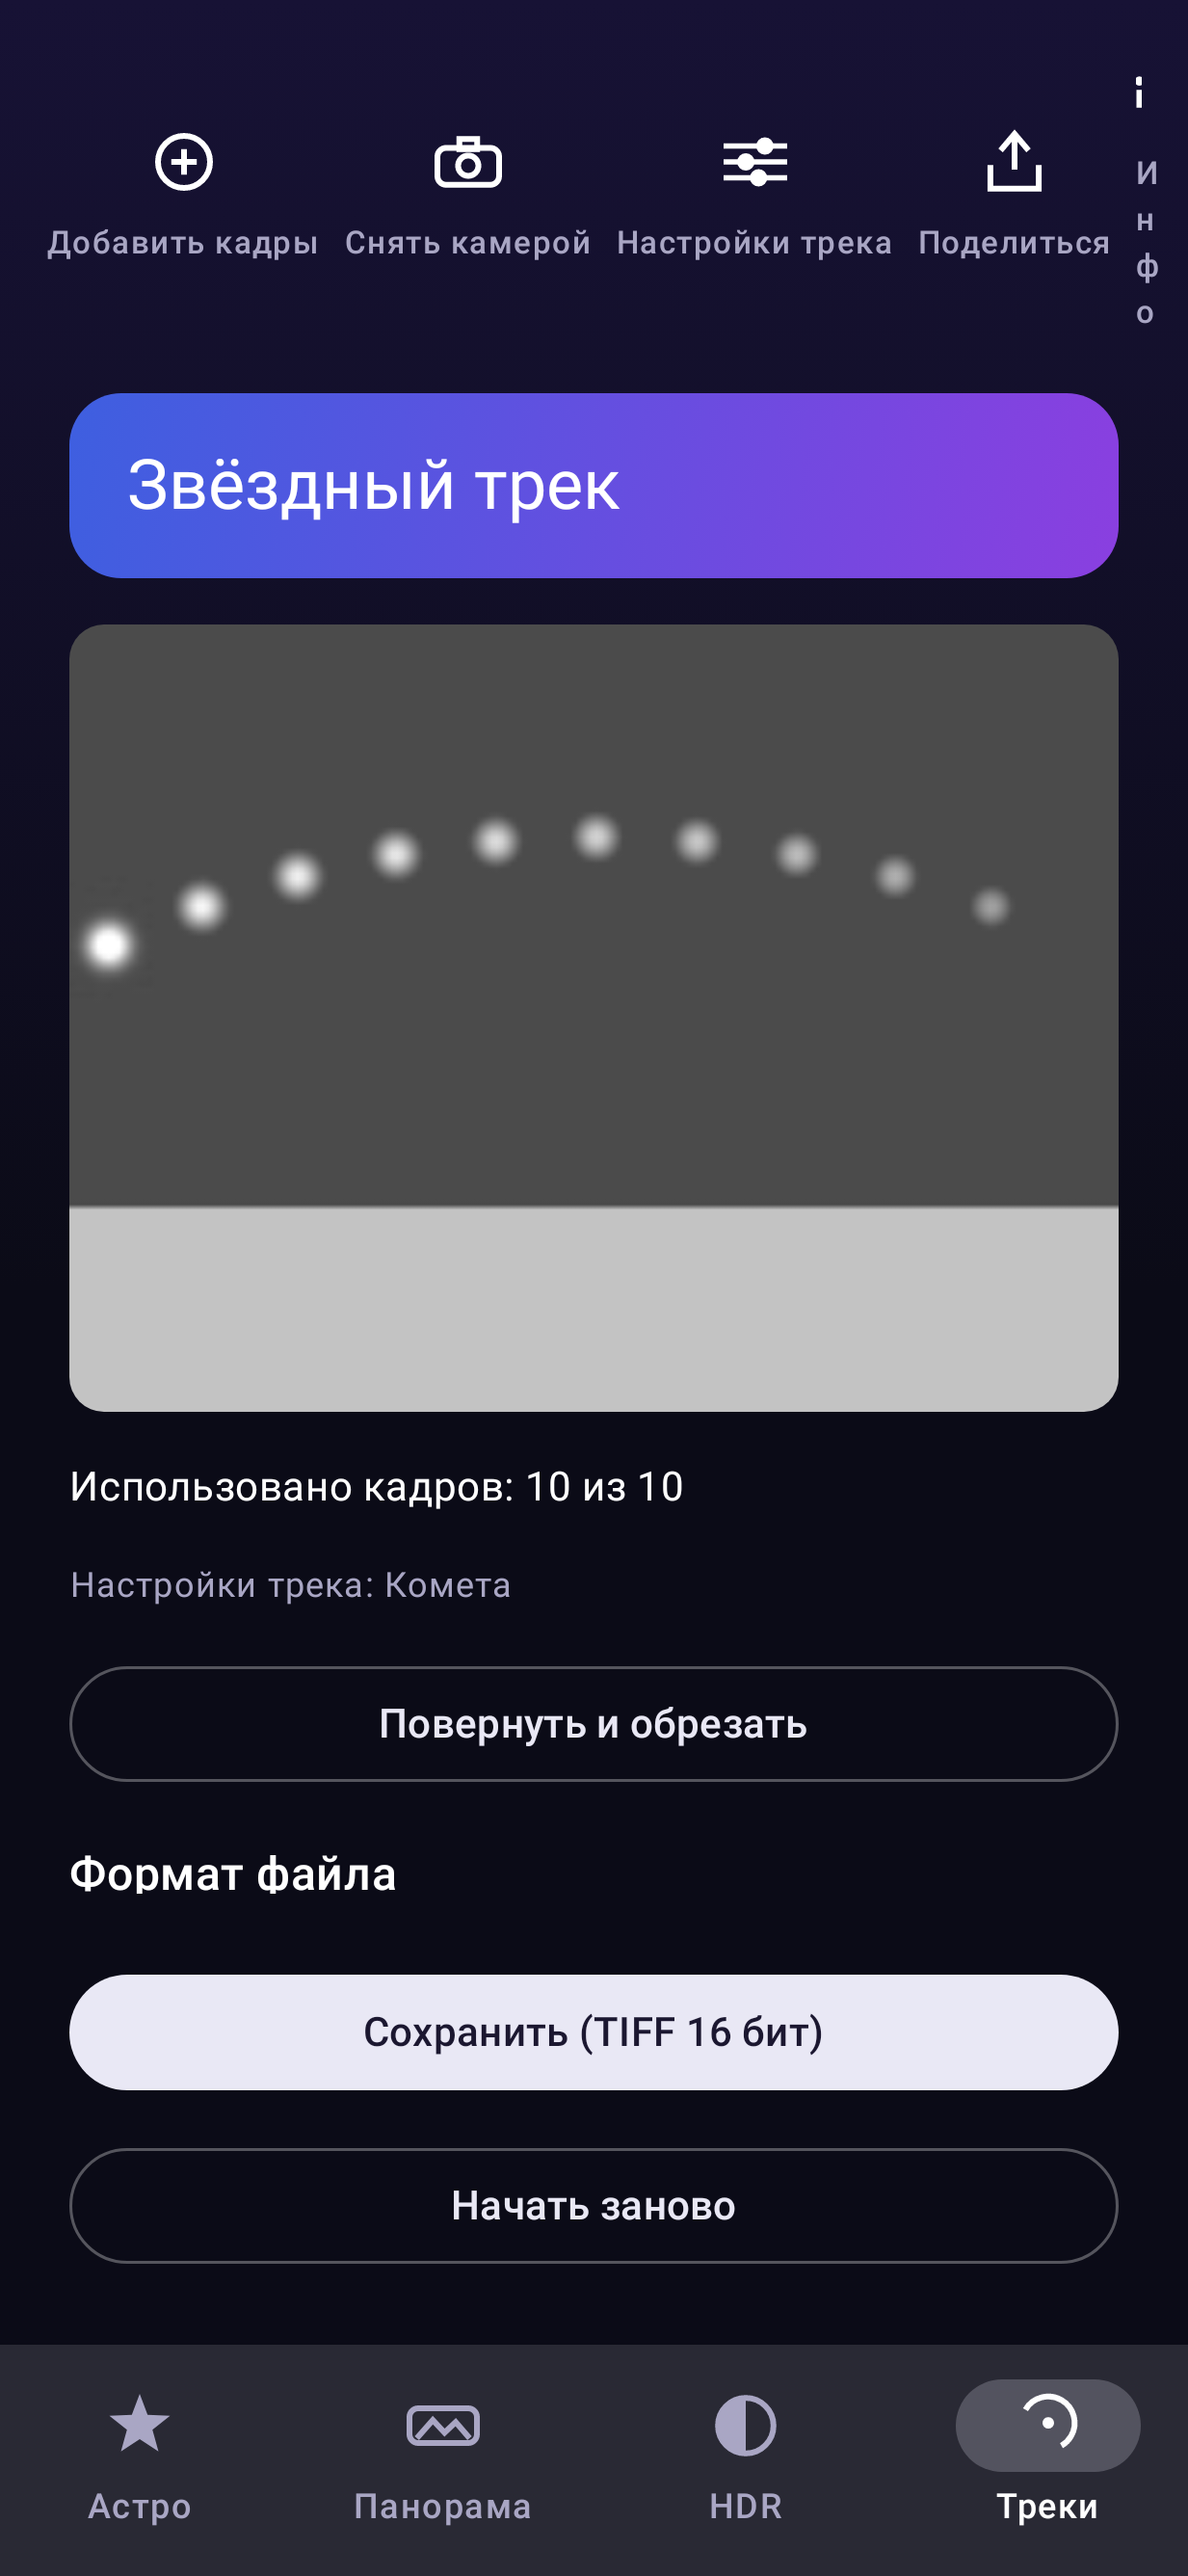 Добавить кадры
Снять камерой
Настройки трека
Поделиться
И
н
ф
о
Звёздный трек
Использовано кадров: 10 из 10
Настройки трека: Комета
Повернуть и обрезать
Формат файла
Сохранить (TIFF 16 бит)
Начать заново
Астро
Панорама
HDR
Треки